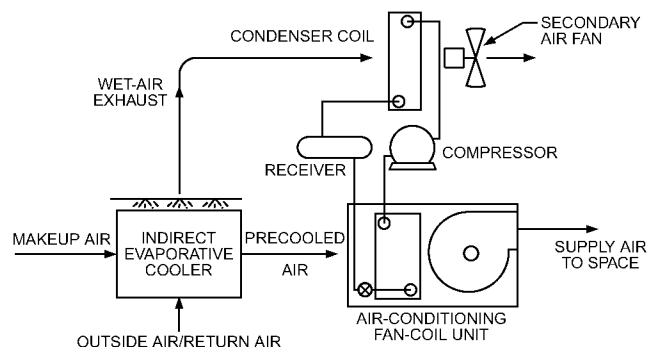 SECONDARY
AIR FAN
CONDENSER COIL
WET-AIR
EXHAUST
RECEIVER
COMPRESSOR
MAKEUP AIR
INDIRECT
EVAPORATIVE
COOLER
PRECOOLED
AIR
SUPPLY AIR
TO SPACE
OUTSIDE AIR/RETURN AIR
AIR-CONDITIONING
FAN-COIL UNIT